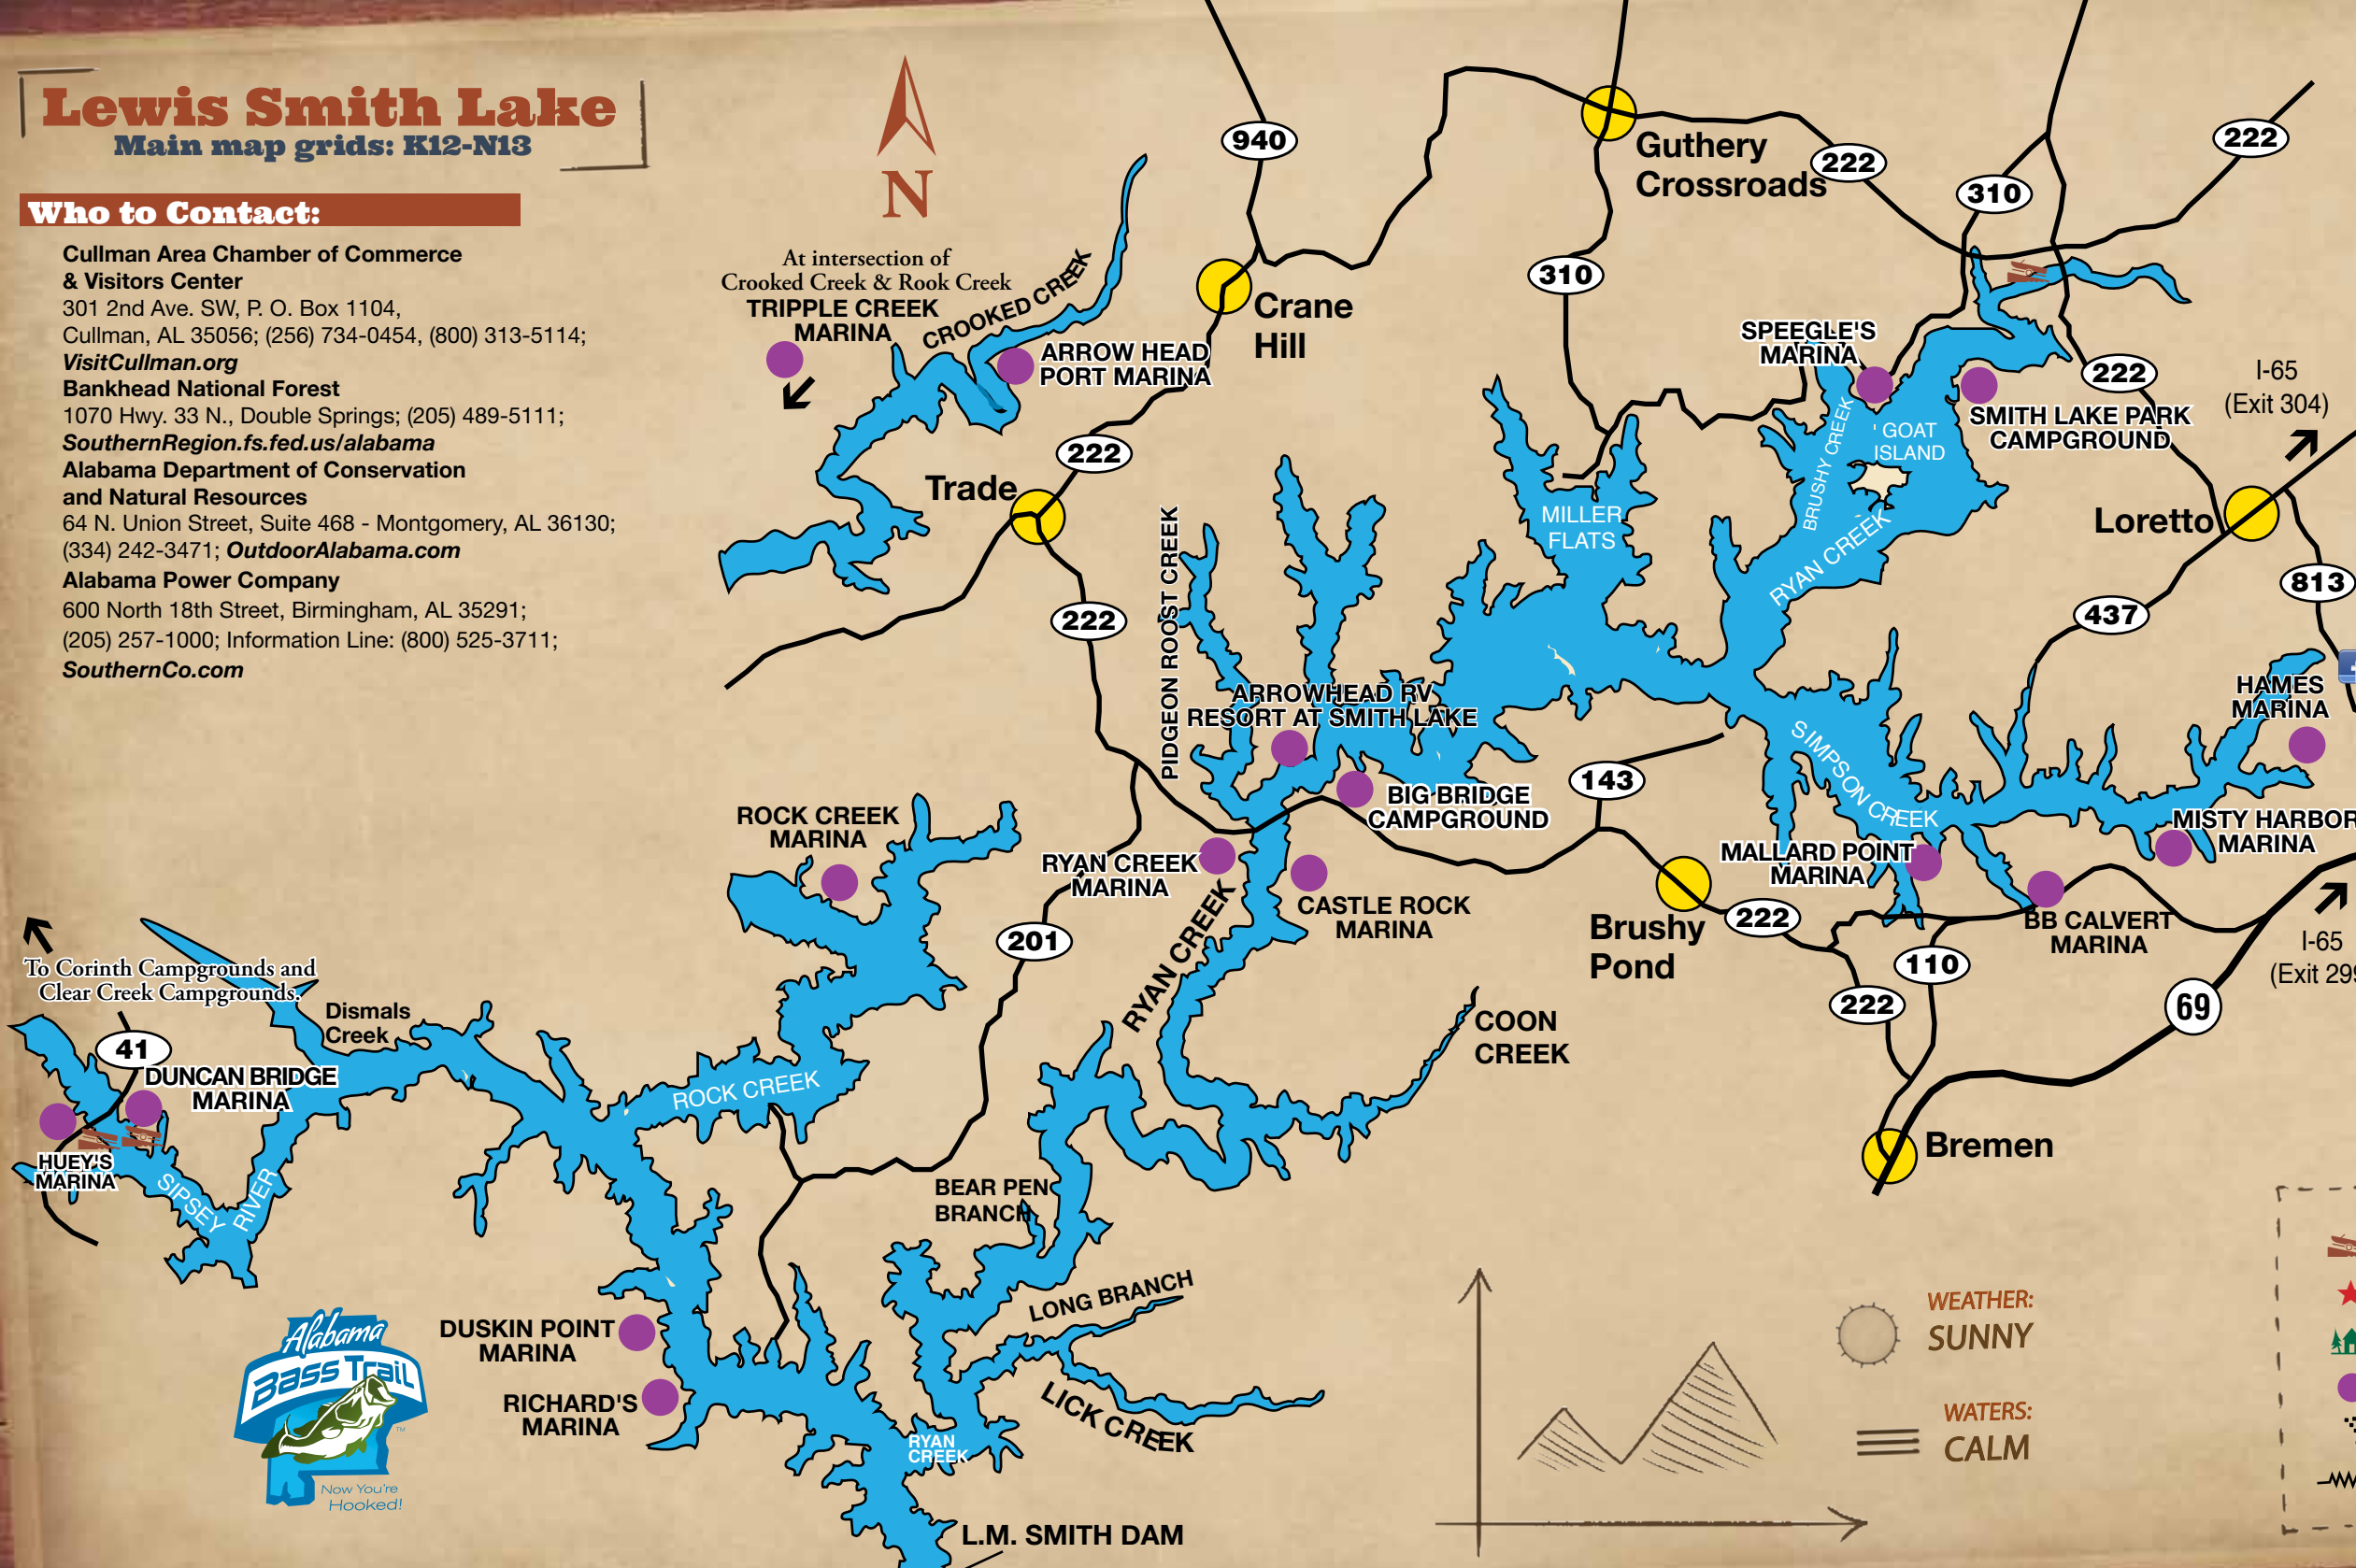 Lewis Smith Lake
Main map grids: K12-N13
Who to Contact:
Cullman Area Chamber of Commerce
& Visitors Center
301 2nd Ave. SW, P. O. Box 1104,
Cullman, AL 35056; (256) 734-0454, (800) 313-5114;
VisitCullman.org
Bankhead National Forest
1070 Hwy. 33 N., Double Springs; (205) 489-5111;
SouthernRegion.fs.fed.us/alabama
Alabama Department of Conservation
and Natural Resources
64 N. Union Street, Suite 468 - Montgomery, AL 36130;
(334) 242-3471; OutdoorAlabama.com
Alabama Power Company
600 North 18th Street, Birmingham, AL 35291;
(205) 257-1000; Information Line: (800) 525-3711;
SouthernCo.com
N
At intersection of
Crooked Creek & Rook Creek
TRIPPLE CREEK
MARINA
CROOKED CREEK
ARROW HEAD
PORT MARINA
940
Crane
Hill
Guthery
Crossroads
222
310
222
310
SPEEGLE'S
MARINA
222
I-65
(Exit 304)
SMITH LAKE PARK
CAMPGROUND
GOAT
ISLAND
BRUSHY CREEK
RYAN CREEK
222
Trade
MILLER
FLATS
Loretto
813
437
222
PIDGEON ROOST CREEK
ARROWHEAD RV
RESORT AT SMITH LAKE
HAMES
MARINA
SIMPSON CREEK
143
BIG BRIDGE
CAMPGROUND
MISTY HARBOR
MARINA
ROCK CREEK
MARINA
RYAN CREEK
MARINA
MALLARD POINT
MARINA
CASTLE ROCK
MARINA
Brushy
Pond
222
BB CALVERT
MARINA
201
RYAN CREEK
110
I-65
(Exit 299
222
69
To Corinth Campgrounds and
Clear Creek Campgrounds.
Dismals
Creek
41
DUNCAN BRIDGE
MARINA
COON
CREEK
ROCK CREEK
HUEY'S
MARINA
SIPSEY
RIVER
Bremen
BEAR PEN
BRANCH
LONG BRANCH
DUSKIN POINT
MARINA
RICHARD'S
MARINA
LICK CREEK
RYAN
CREEK
L.M. SMITH DAM
Alabama
Bass Trail
TM
Now You're
Hooked!
WEATHER:
SUNNY
WATERS:
CALM